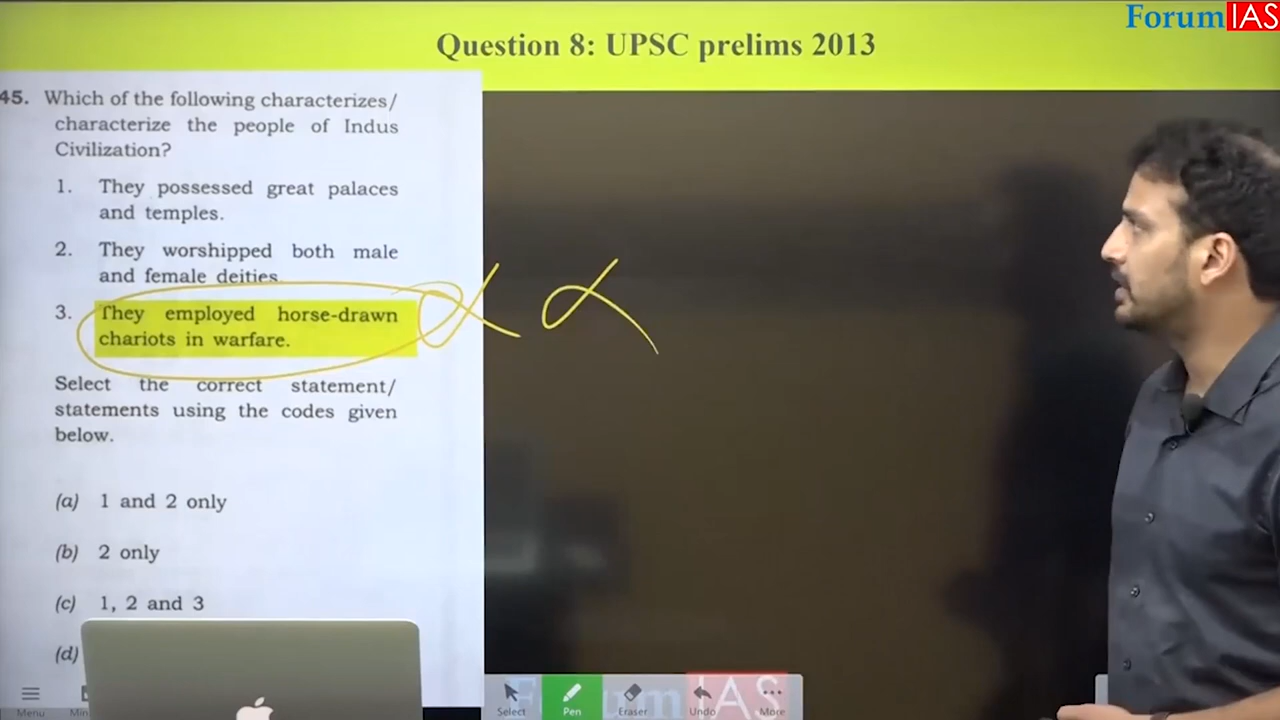 ForumIAS
Question 8: UPSC prelims 2013
45. Which of the following characterizes/
characterize the people of Indus
Civilization?
1. They possessed great palaces
and temples.
2. They worshipped both male
and female deities.
3. They employed horse-drawn
chariots in warfare.
Select the correct statement/
statements using the codes given
below.
(a) 1 and 2 only
(b) 2 only
(c) 1, 2 and 3
(d)
Menu
Select
Pen
Eraser
Undo
More
ForumIAS